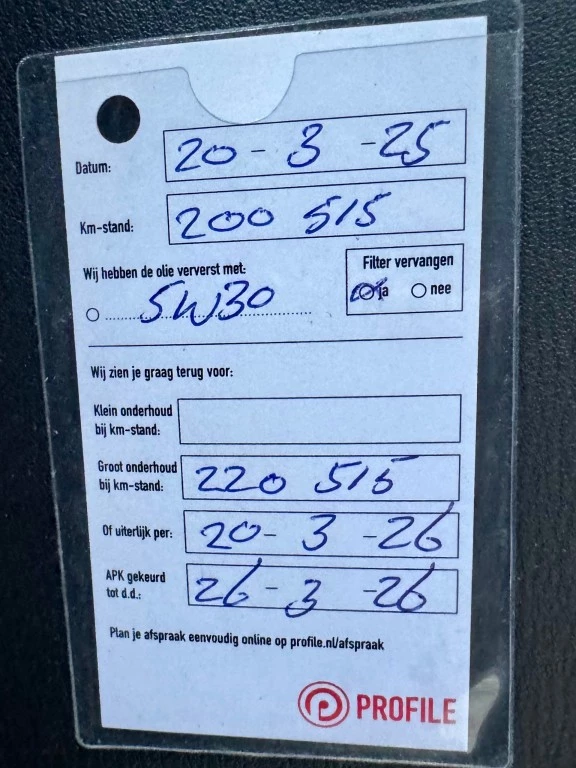 Datum: 20 - 3 - 25
Km-stand: 200 515
Wij hebben de olie ververst met:
5W30
Filter vervangen
ja nee
Wij zien je graag terug voor:
Klein onderhoud
bij km-stand:
Groot onderhoud
bij km-stand: 220 515
Of uiterlijk per: 20 - 3 - 26
APK gekeurd
tot d.d.: 26 - 3 - 26
Plan je afspraak eenvoudig online op profile.nl/afspraak
PROFILE